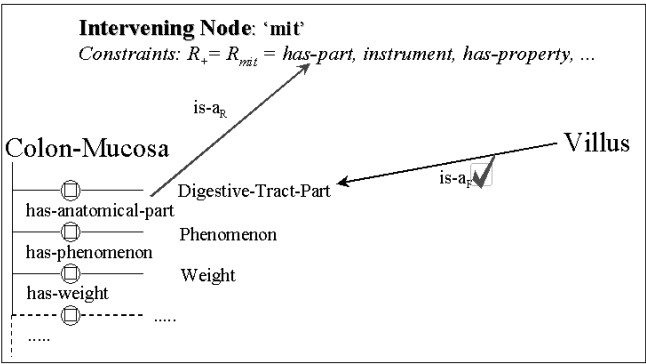 Intervening Node: ‘mit’
Constraints: R+= Rmit = has-part, instrument, has-property, ...
is-aR
Colon-Mucosa
Villus
Digestive-Tract-Part
is-aF
has-anatomical-part
Phenomenon
has-phenomenon
Weight
has-weight
.....
.....